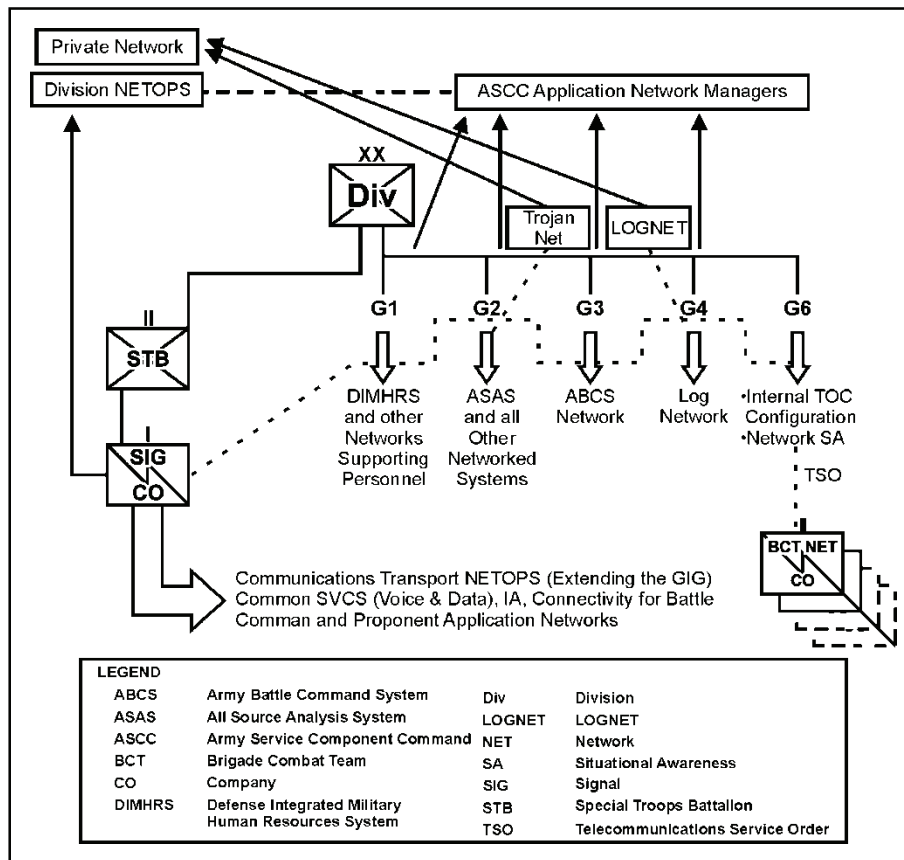 Private Network
Division NETOPS
ASCC Application Network Managers
XX
Div
Trojan
Net
LOGNET
G1
G2
G3
G4
G6
II
STB
DIMHRS
and other
Networks
Supporting
Personnel
ASAS
and all
Other
Networked
Systems
ABCS
Network
Log
Network
•Internal TOC
Configuration
•Network SA
I
SIG
CO
TSO
I
BCT NET
CO
Communications Transport NETOPS (Extending the GIG)
Common SVCS (Voice & Data), IA, Connectivity for Battle
Comman and Proponent Application Networks
LEGEND
ABCS Army Battle Command System
ASAS All Source Analysis System
ASCC Army Service Component Command
BCT Brigade Combat Team
CO Company
DIMHRS Defense Integrated Military
Human Resources System
Div Division
LOGNET LOGNET
NET Network
SA Situational Awareness
SIG Signal
STB Special Troops Battalion
TSO Telecommunications Service Order